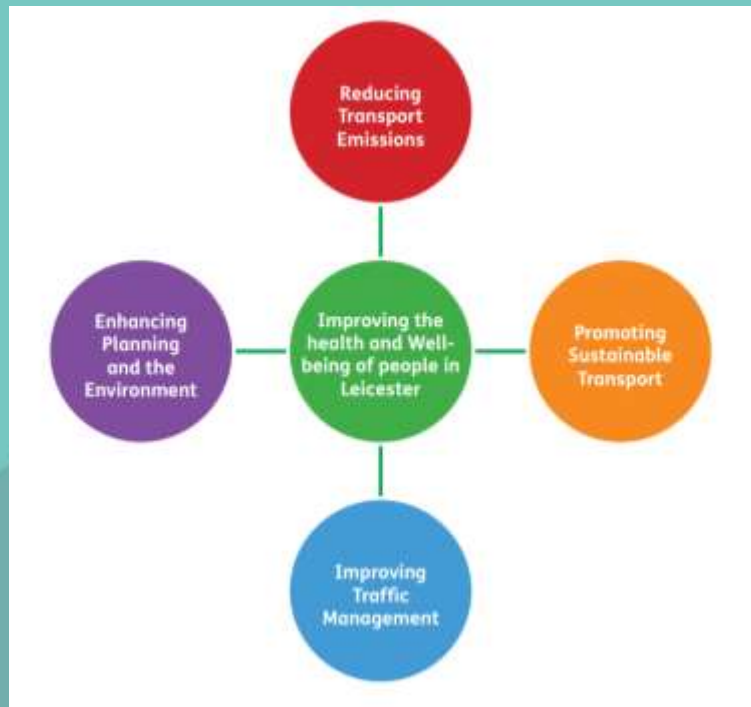 Reducing
Transport
Emissions
Enhancing
Planning
and the
Environment
Improving the
health and Well-
being of people in
Leicester
Promoting
Sustainable
Transport
Improving
Traffic
Management